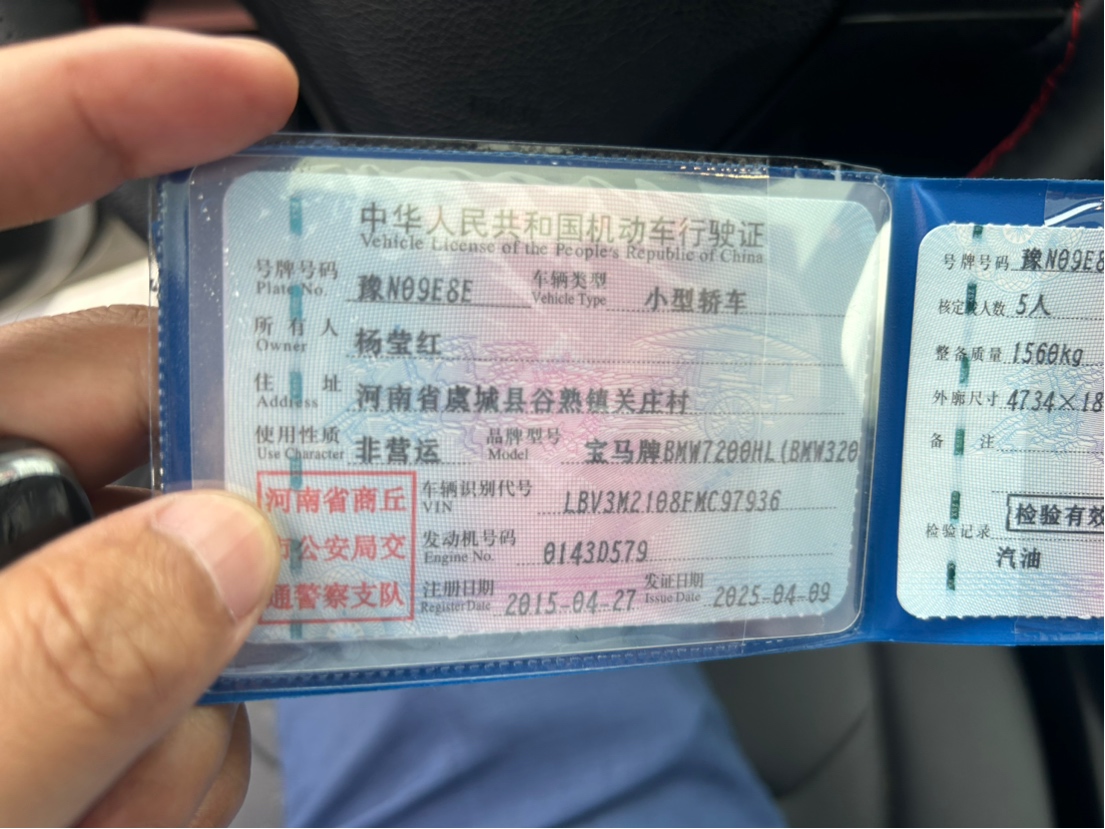 中华人民共和国机动车行驶证
Vehicle License of the People's Republic of China
号牌号码 豫N09E8E 车辆类型 小型轿车
Plate No. Vehicle Type
所有人 杨莹红
Owner
住址 河南省虞城县谷熟镇关庄村
Address
使用性质 非营运 品牌型号 宝马牌BMW7200HL(BMW320
Use Character Model
河南省商丘
公安局交
通警察支队
车辆识别代号 LBV3M2108FMC97936
VIN
发动机号码 0143D579
Engine No.
注册日期 2015-04-27 发证日期 2025-04-09
Register Date Issue Date
号牌号码 豫N09E8
核定载人数 5人
整备质量 1560kg
外廓尺寸 4734×18
备注
检验有效
检验记录
汽油